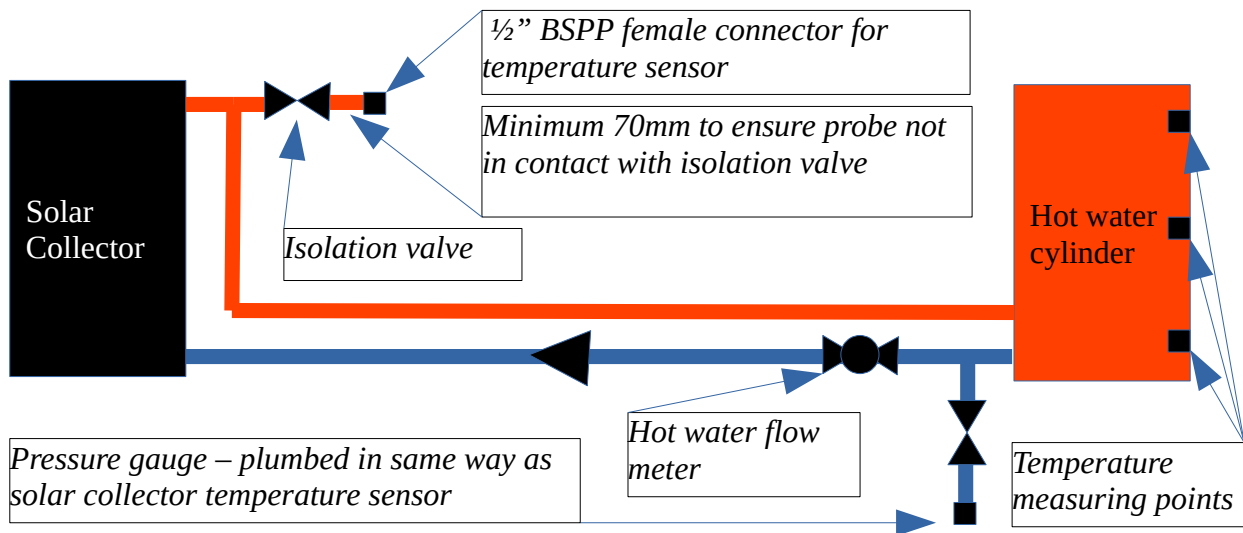 ½” BSPP female connector for
temperature sensor
Minimum 70mm to ensure probe not
in contact with isolation valve
Solar
Collector
Isolation valve
Hot water
cylinder
Hot water flow
meter
Pressure gauge – plumbed in same way as
solar collector temperature sensor
Temperature
measuring points